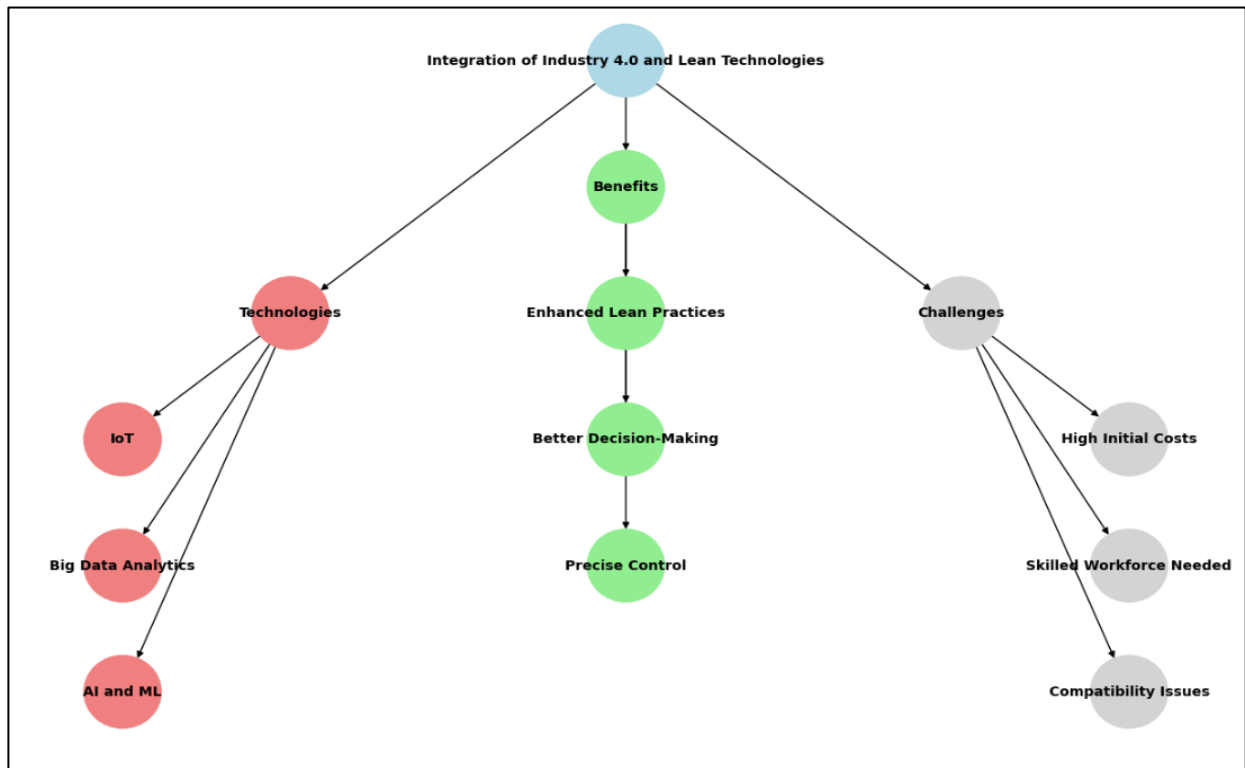 Integration of Industry 4.0 and Lean Technologies
Benefits
Technologies
Enhanced Lean Practices
Challenges
IoT
Better Decision-Making
High Initial Costs
Big Data Analytics
Precise Control
Skilled Workforce Needed
AI and ML
Compatibility Issues